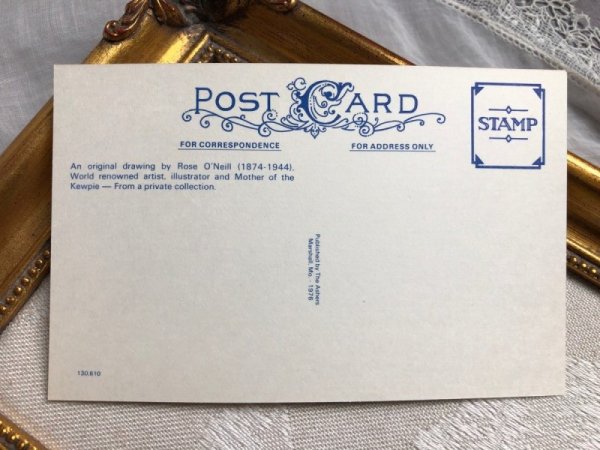 POST CARD
FOR CORRESPONDENCE
FOR ADDRESS ONLY
STAMP
An original drawing by Rose O'Neill (1874-1944).
World renowned artist, illustrator and Mother of the
Kewpie — From a private collection.
Published by The Ashers
Marshall, Mo. - 1976
130.610